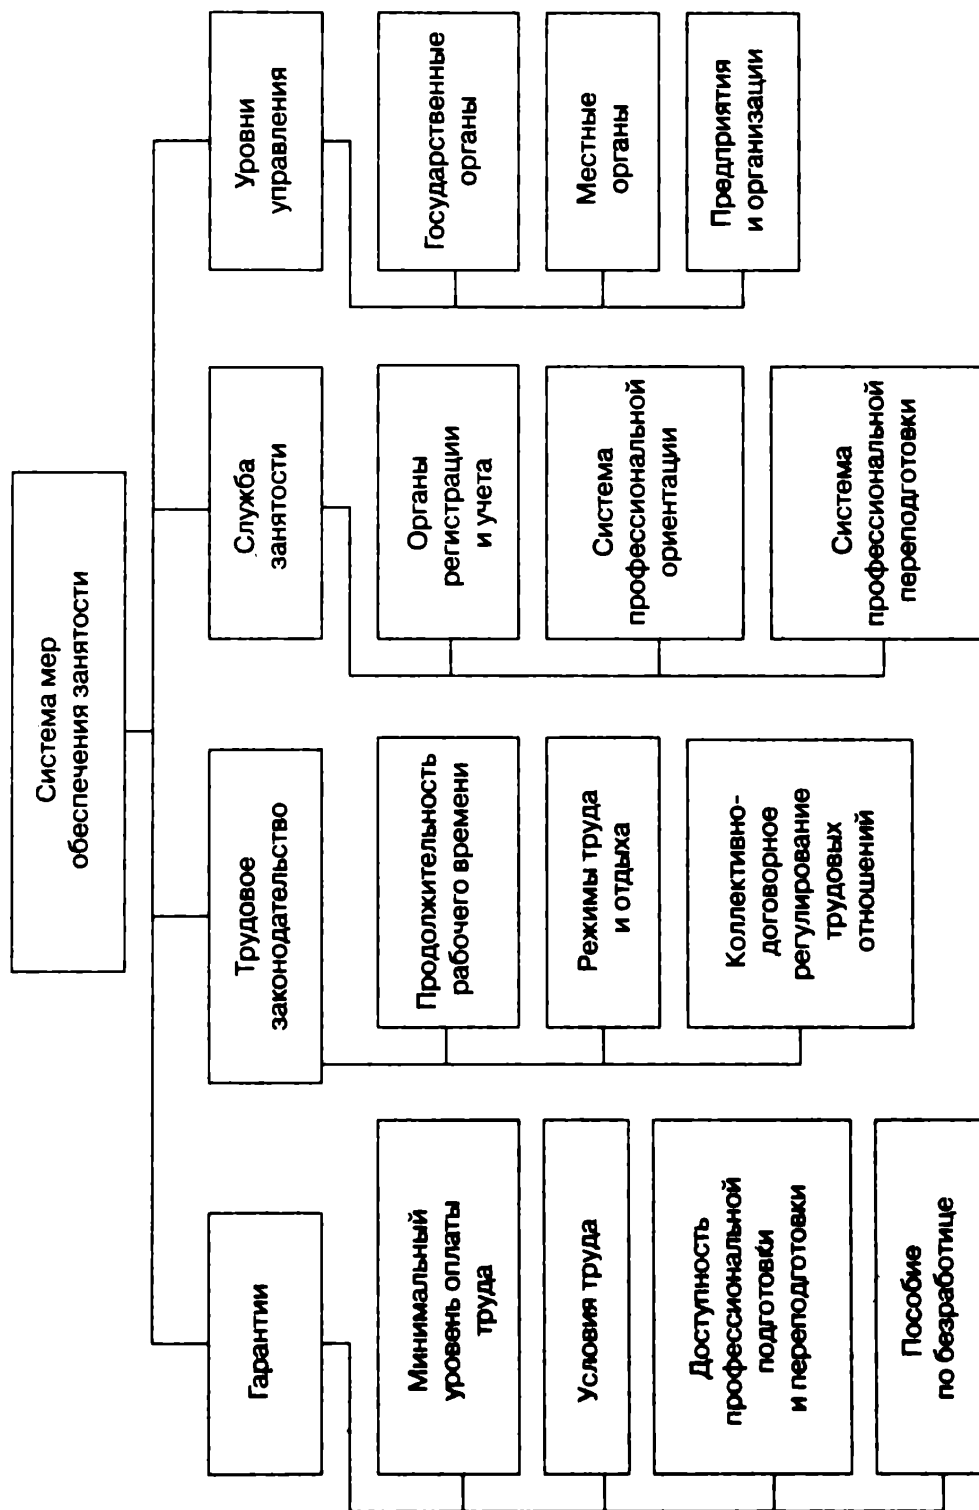 Система мер
обеспечения занятости
Гарантии
Минимальный
уровень оплаты
труда
Условия труда
Доступность
профессиональной
подготовки
и переподготовки
Пособие
по безработице
Трудовое
законодательство
Продолжительность
рабочего времени
Режимы труда
и отдыха
Коллективно-
договорное
регулирование
трудовых
отношений
Служба
занятости
Органы
регистрации
и учета
Система
профессиональной
ориентации
Система
профессиональной
переподготовки
Уровни
управления
Государственные
органы
Местные
органы
Предприятия
и организации